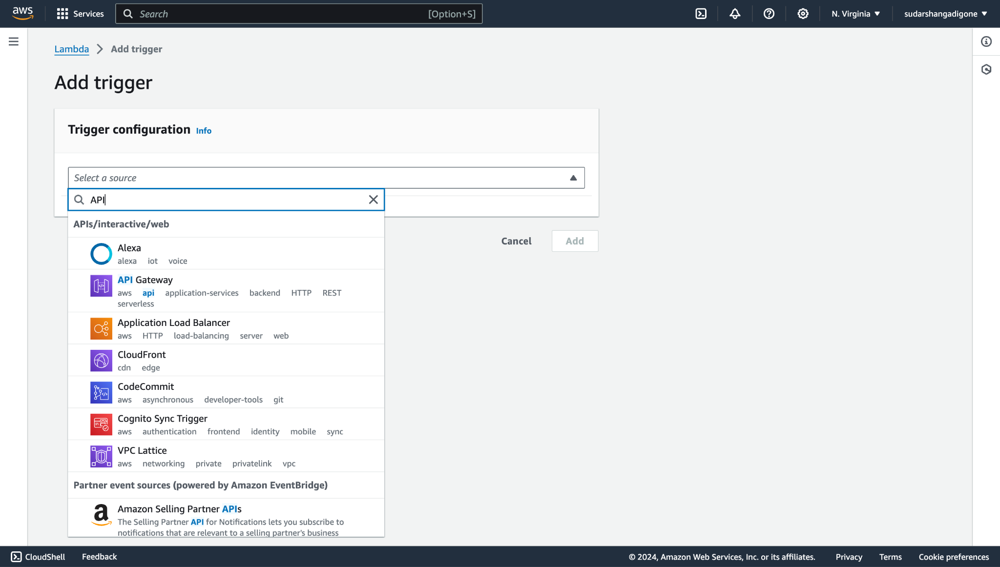 aws Services Search [Option+S] N. Virginia sudarshangadigone
Lambda Add trigger
Add trigger
Trigger configuration Info
Select a source
API
APIs/interactive/web
Alexa
alexa iot voice
API Gateway
aws api application-services backend HTTP REST
serverless
Application Load Balancer
aws HTTP load-balancing server web
CloudFront
cdn edge
CodeCommit
aws asynchronous developer-tools git
Cognito Sync Trigger
aws authentication frontend identity mobile sync
VPC Lattice
aws networking private privatelink vpc
Partner event sources (powered by Amazon EventBridge)
Amazon Selling Partner APIs
The Selling Partner API for Notifications lets you subscribe to
notifications that are relevant to a selling partner's business
Cancel Add
CloudShell Feedback © 2024, Amazon Web Services, Inc. or its affiliates. Privacy Terms Cookie preferences